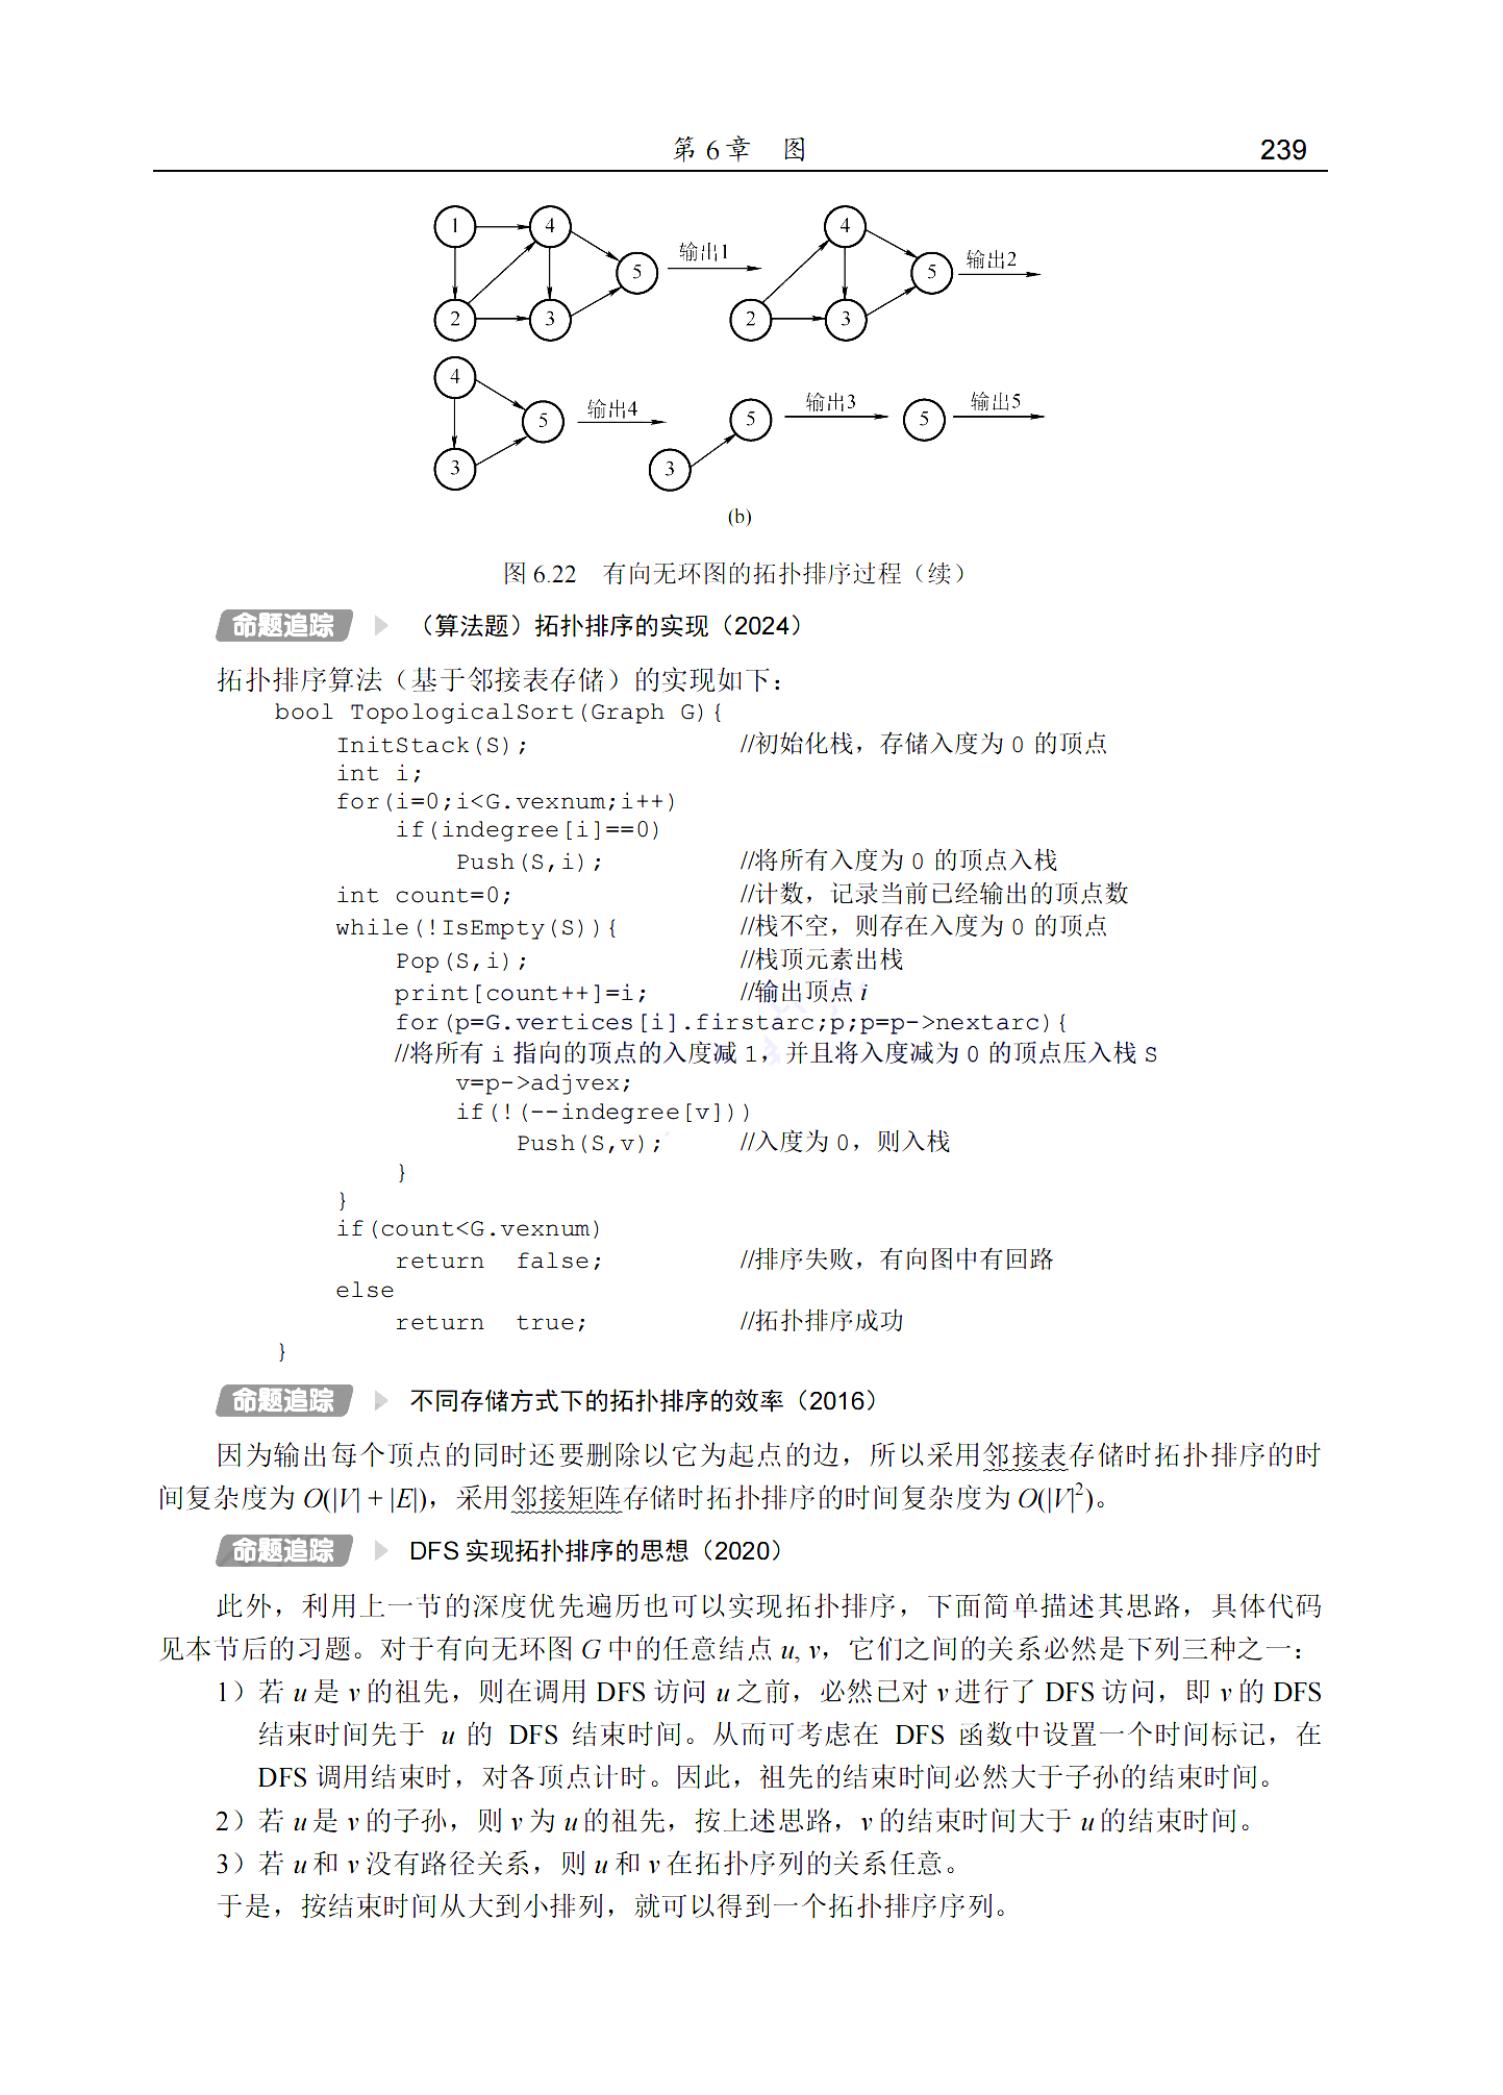 第 6 章 图 239
1 4 5 2 3 输出1 4 5 2 3 输出2
4 5 3 输出4 5 3 输出3 5 输出5
(b)
图 6.22 有向无环图的拓扑排序过程（续）
命题追踪 （算法题）拓扑排序的实现（2024）
拓扑排序算法（基于邻接表存储）的实现如下：
bool TopologicalSort(Graph G){
InitStack(S); //初始化栈，存储入度为 0 的顶点
int i;
for(i=0;i<G.vexnum;i++)
if(indegree[i]==0)
Push(S,i); //将所有入度为 0 的顶点入栈
int count=0; //计数，记录当前已经输出的顶点数
while(!IsEmpty(S)){ //栈不空，则存在入度为 0 的顶点
Pop(S,i); //栈顶元素出栈
print[count++]=i; //输出顶点 i
for(p=G.vertices[i].firstarc;p;p=p->nextarc){
//将所有 i 指向的顶点的入度减 1，并且将入度减为 0 的顶点压入栈 S
v=p->adjvex;
if(!(--indegree[v]))
Push(S,v); //入度为 0，则入栈
}
}
if(count<G.vexnum)
return false; //排序失败，有向图中有回路
else
return true; //拓扑排序成功
}
命题追踪 不同存储方式下的拓扑排序的效率（2016）
因为输出每个顶点的同时还要删除以它为起点的边，所以采用邻接表存储时拓扑排序的时
间复杂度为 O(|V| + |E|)，采用邻接矩阵存储时拓扑排序的时间复杂度为 O(|V|²)。
命题追踪 DFS 实现拓扑排序的思想（2020）
此外，利用上一节的深度优先遍历也可以实现拓扑排序，下面简单描述其思路，具体代码
见本节后的习题。对于有向无环图 G 中的任意结点 u, v，它们之间的关系必然是下列三种之一：
1）若 u 是 v 的祖先，则在调用 DFS 访问 u 之前，必然已对 v 进行了 DFS 访问，即 v 的 DFS
结束时间先于 u 的 DFS 结束时间。从而可考虑在 DFS 函数中设置一个时间标记，在
DFS 调用结束时，对各顶点计时。因此，祖先的结束时间必然大于子孙的结束时间。
2）若 u 是 v 的子孙，则 v 为 u 的祖先，按上述思路，v 的结束时间大于 u 的结束时间。
3）若 u 和 v 没有路径关系，则 u 和 v 在拓扑序列的关系任意。
于是，按结束时间从大到小排列，就可以得到一个拓扑排序序列。